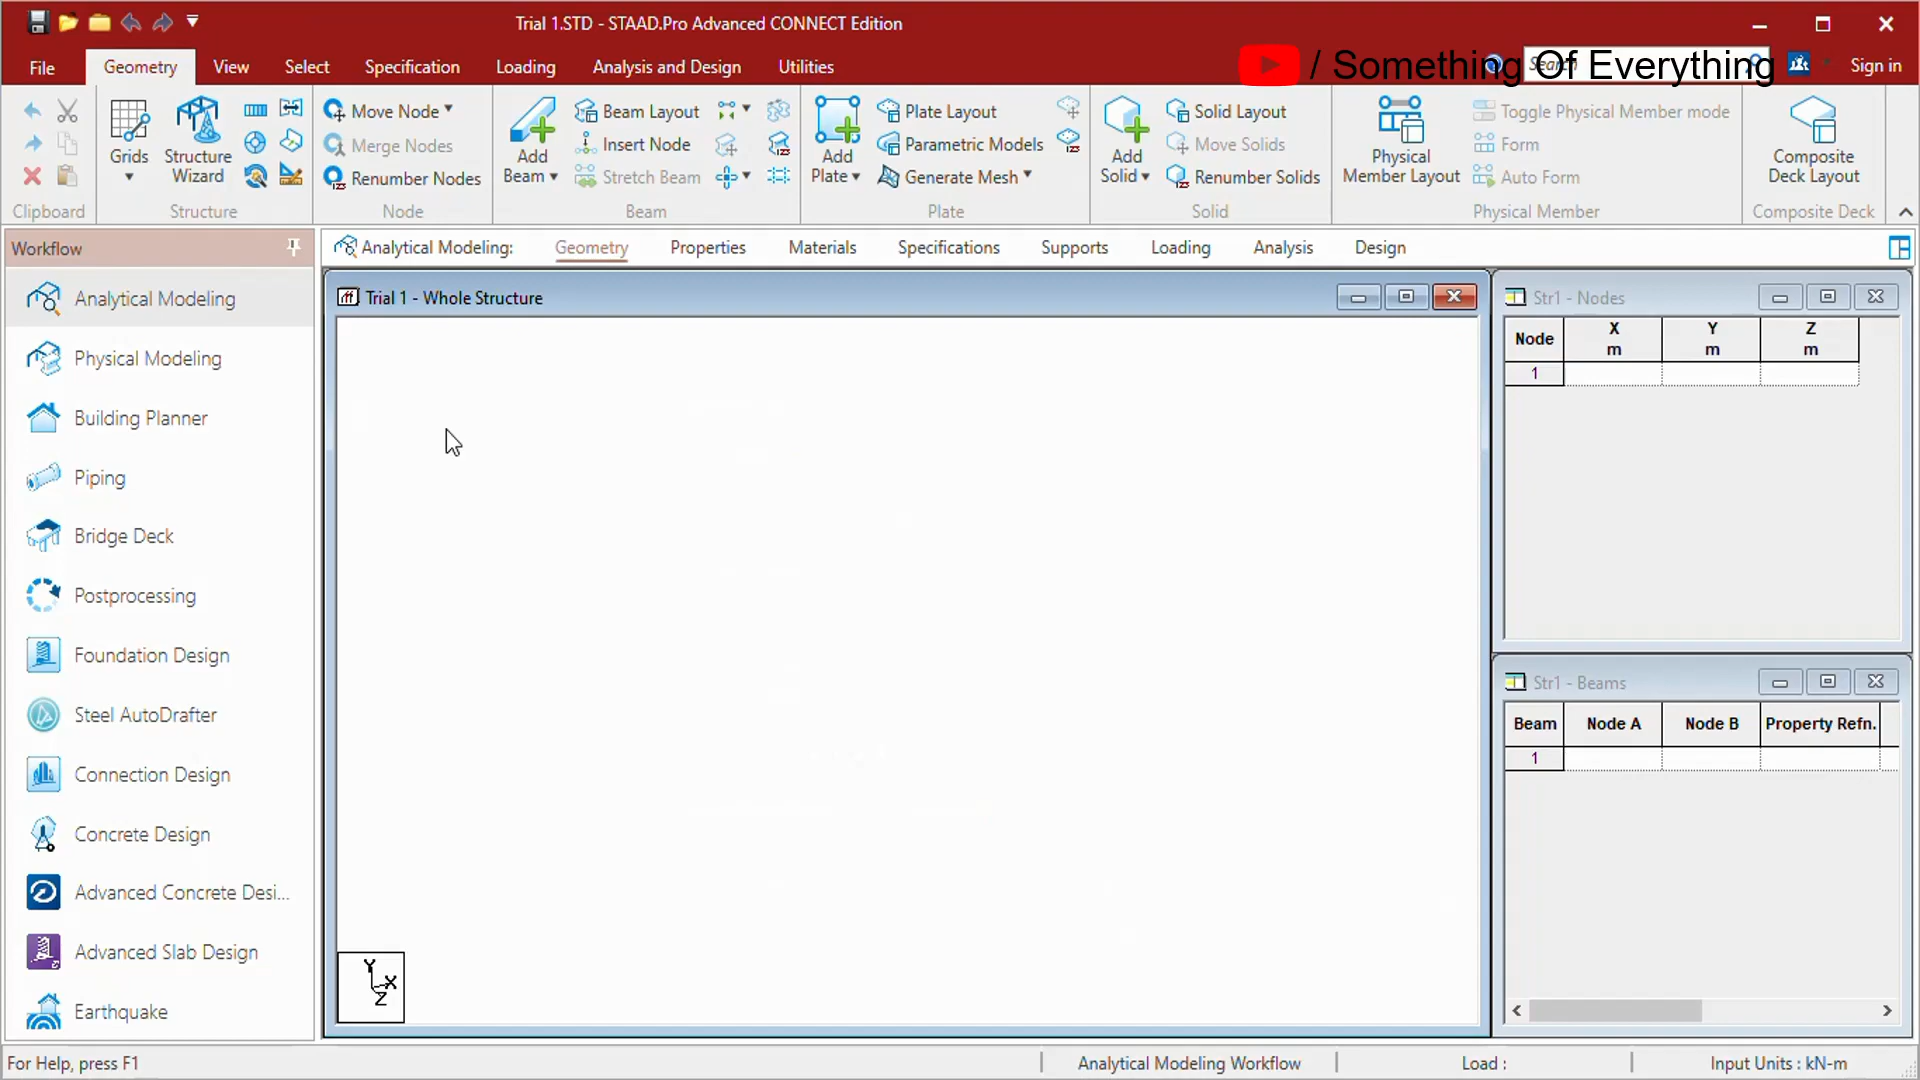 Trial 1.STD - STAAD.Pro Advanced CONNECT Edition
File
Geometry
View
Select
Specification
Loading
Analysis and Design
Utilities
/ Something Of Everything
Search
Sign in
Clipboard
Grids
Structure Wizard
Structure
Move Node
Merge Nodes
Renumber Nodes
Node
Add Beam
Beam Layout
Insert Node
Stretch Beam
Beam
Add Plate
Plate Layout
Parametric Models
Generate Mesh
Plate
Add Solid
Solid Layout
Move Solids
Renumber Solids
Solid
Physical Member Layout
Toggle Physical Member mode
Form
Auto Form
Physical Member
Composite Deck Layout
Composite Deck
Workflow
Analytical Modeling
Physical Modeling
Building Planner
Piping
Bridge Deck
Postprocessing
Foundation Design
Steel AutoDrafter
Connection Design
Concrete Design
Advanced Concrete Desi...
Advanced Slab Design
Earthquake
Analytical Modeling:
Geometry
Properties
Materials
Specifications
Supports
Loading
Analysis
Design
Trial 1 - Whole Structure
Y
X
Z
Str1 - Nodes
Node X m Y m Z m
1
Str1 - Beams
Beam Node A Node B Property Refn.
1
For Help, press F1
Analytical Modeling Workflow
Load :
Input Units : kN-m